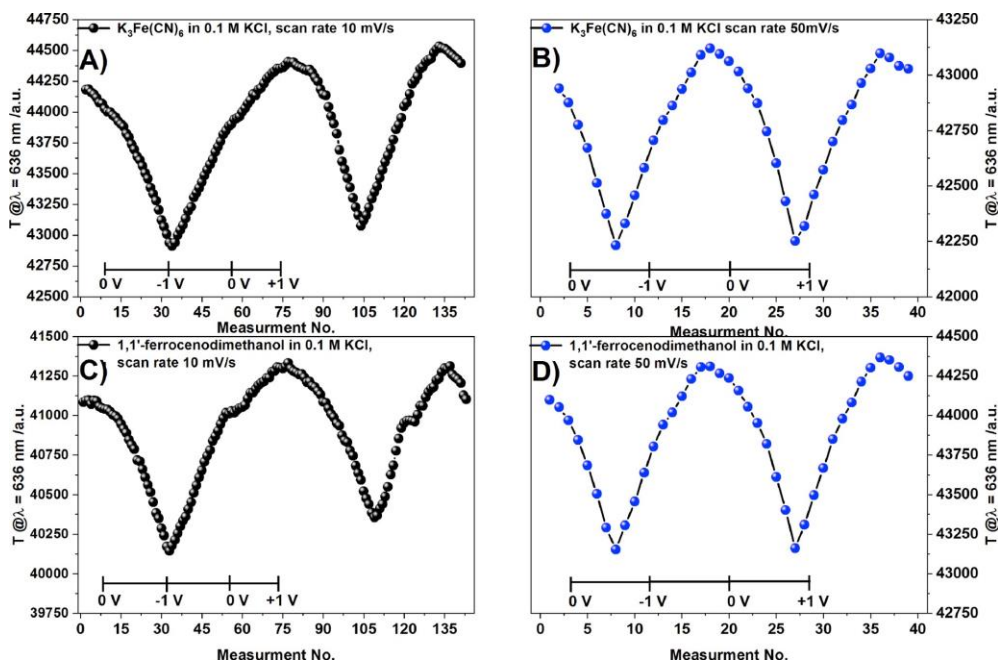 A)
K3Fe(CN)6 in 0.1 M KCl, scan rate 10 mV/s
T @λ = 636 nm /a.u.
44750
44500
44250
44000
43750
43500
43250
43000
42750
42500
0 V -1 V 0 V +1 V
0 15 30 45 60 75 90 105 120 135
Measurment No.
B)
K3Fe(CN)6 in 0.1 M KCl scan rate 50mV/s
43250
43000
42750
42500
42250
42000
T @λ = 636 nm /a.u.
0 V -1 V 0 V +1 V
0 5 10 15 20 25 30 35 40
Measurment No.
C)
1,1'-ferrocenodimethanol in 0.1 M KCl,
scan rate 10 mV/s
T @λ = 636 nm /a.u.
41500
41250
41000
40750
40500
40250
40000
39750
0 V -1 V 0 V +1 V
0 15 30 45 60 75 90 105 120 135
Measurment No.
D)
1,1'-ferrocenodimethanol in 0.1 M KCl,
scan rate 50 mV/s
44500
44250
44000
43750
43500
43250
43000
42750
T @λ = 636 nm /a.u.
0 V -1 V 0 V +1 V
0 5 10 15 20 25 30 35 40
Measurment No.